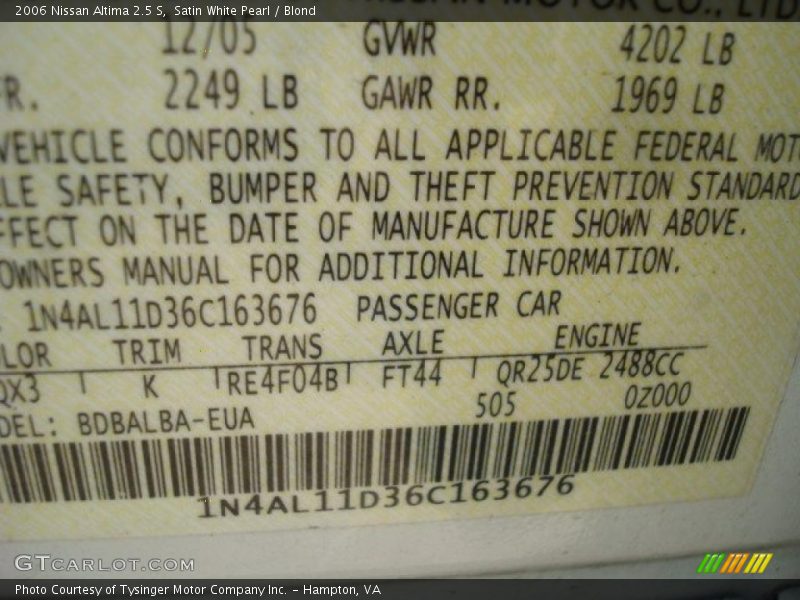 2006 Nissan Altima 2.5 S, Satin White Pearl / Blond
MOTOR CO., LTD
12/05 GVWR 4202 LB
FR. 2249 LB GAWR RR. 1969 LB
VEHICLE CONFORMS TO ALL APPLICABLE FEDERAL MOT
LE SAFETY, BUMPER AND THEFT PREVENTION STANDARD
FFECT ON THE DATE OF MANUFACTURE SHOWN ABOVE.
OWNERS MANUAL FOR ADDITIONAL INFORMATION.
1N4AL11D36C163676 PASSENGER CAR
LOR TRIM TRANS AXLE ENGINE
QX3 K RE4F04B FT44 QR25DE 2488CC
DEL: BDBALBA-EUA 505 0Z000
1N4AL11D36C163676
GTCARLOT.COM
Photo Courtesy of Tysinger Motor Company Inc. - Hampton, VA